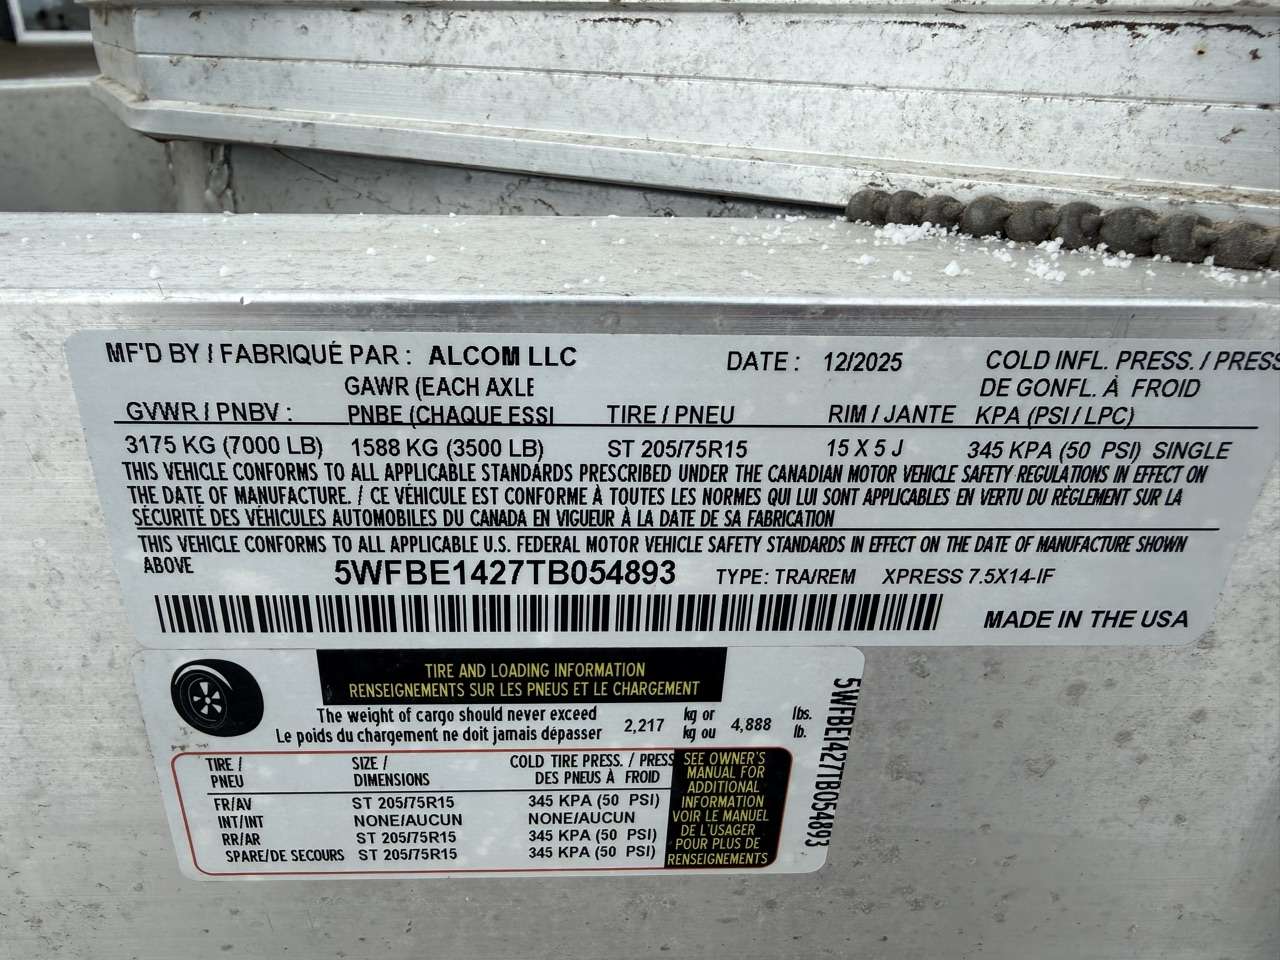 MF'D BY / FABRIQUÉ PAR : ALCOM LLC DATE : 12/2025 COLD INFL. PRESS. / PRESS
GAWR (EACH AXLE DE GONFL. À FROID
GVWR / PNBV : PNBE (CHAQUE ESSI TIRE / PNEU RIM / JANTE KPA (PSI / LPC)
3175 KG (7000 LB) 1588 KG (3500 LB) ST 205/75R15 15 X 5 J 345 KPA (50 PSI) SINGLE
THIS VEHICLE CONFORMS TO ALL APPLICABLE STANDARDS PRESCRIBED UNDER THE CANADIAN MOTOR VEHICLE SAFETY REGULATIONS IN EFFECT ON
THE DATE OF MANUFACTURE. / CE VÉHICULE EST CONFORME À TOUTES LES NORMES QUI LUI SONT APPLICABLES EN VERTU DU RÈGLEMENT SUR LA
SÉCURITÉ DES VÉHICULES AUTOMOBILES DU CANADA EN VIGUEUR À LA DATE DE SA FABRICATION
THIS VEHICLE CONFORMS TO ALL APPLICABLE U.S. FEDERAL MOTOR VEHICLE SAFETY STANDARDS IN EFFECT ON THE DATE OF MANUFACTURE SHOWN
ABOVE 5WFBE1427TB054893 TYPE: TRA/REM XPRESS 7.5X14-IF
MADE IN THE USA
TIRE AND LOADING INFORMATION
RENSEIGNEMENTS SUR LES PNEUS ET LE CHARGEMENT
The weight of cargo should never exceed 2,217 kg or 4,888 lbs.
Le poids du chargement ne doit jamais dépasser kg ou lb.
TIRE / SIZE / COLD TIRE PRESS. / PRESS
PNEU DIMENSIONS DES PNEUS À FROID
FR/AV ST 205/75R15 345 KPA (50 PSI)
INT/INT NONE/AUCUN NONE/AUCUN
RR/AR ST 205/75R15 345 KPA (50 PSI)
SPARE/DE SECOURS ST 205/75R15 345 KPA (50 PSI)
SEE OWNER'S
MANUAL FOR
ADDITIONAL
INFORMATION
VOIR LE MANUEL
DE L'USAGER
POUR PLUS DE
RENSEIGNEMENTS
5WFBE1427TB054893